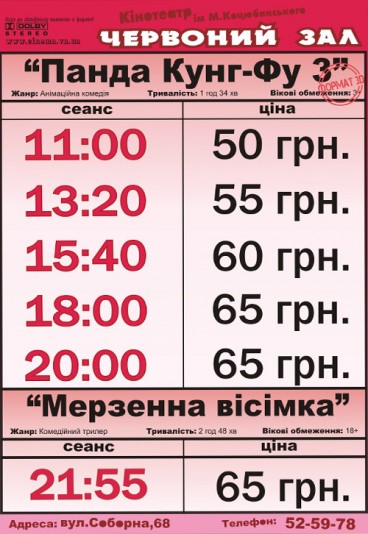 DOLBY
STEREO
www.cinema.vn.ua
Кінотеатр ім М.Коцюбинського
ЧЕРВОНИЙ ЗАЛ
“Панда Кунг-Фу 3”
ФОРМАТ 3D
Жанр: Анімаційна комедія Тривалість: 1 год 34 хв Вікові обмеження: 3+
сеанс ціна
11:00 50 грн.
13:20 55 грн.
15:40 60 грн.
18:00 65 грн.
20:00 65 грн.
“Мерзенна вісімка”
Жанр: Комедійний трилер Тривалість: 2 год 48 хв Вікові обмеження: 18+
сеанс ціна
21:55 65 грн.
Адреса: вул.Соборна,68 Телефон: 52-59-78